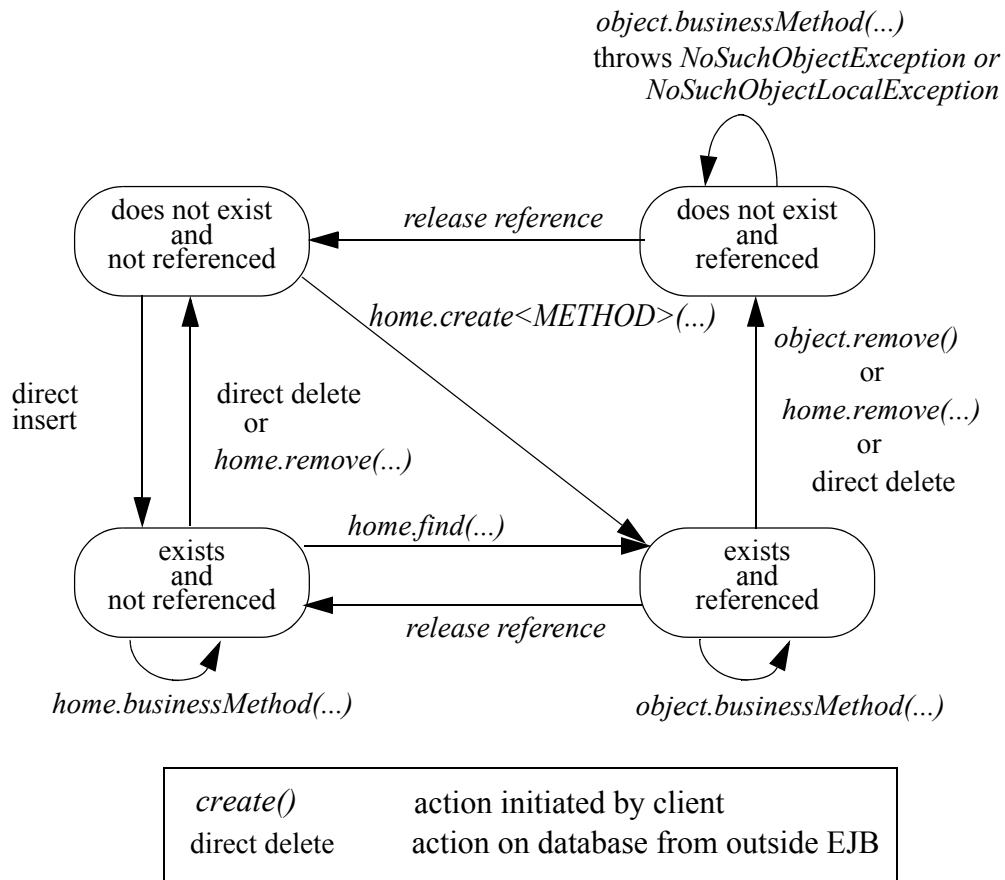 object.businessMethod(...)
throws NoSuchObjectException or
NoSuchObjectLocalException
does not exist
and
not referenced
release reference
does not exist
and
referenced
home.create<METHOD>(...)
object.remove()
or
home.remove(...)
or
direct delete
direct
insert
direct delete
or
home.remove(...)
home.find(...)
exists
and
not referenced
exists
and
referenced
release reference
home.businessMethod(...)
object.businessMethod(...)
create() action initiated by client
direct delete action on database from outside EJB